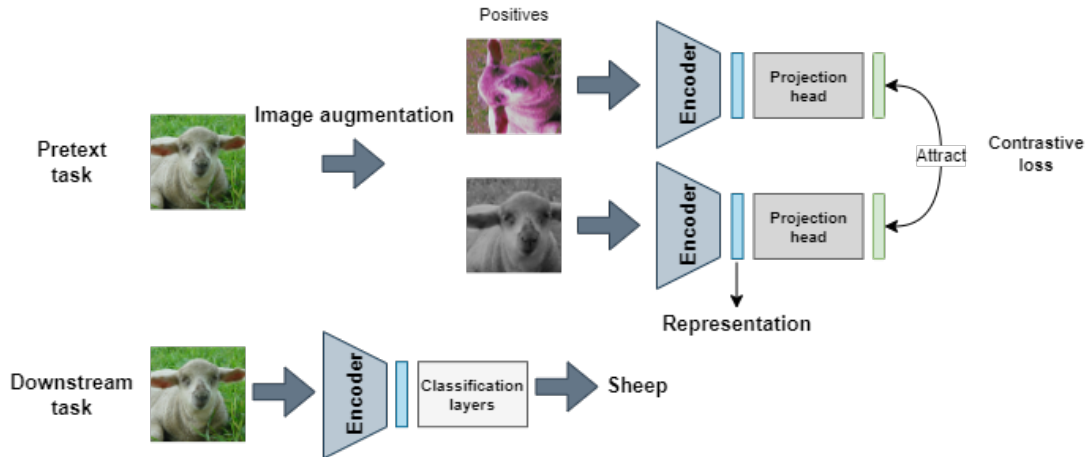 Positives
Encoder
Projection
head
Image augmentation
Pretext
task
Attract
Contrastive
loss
Encoder
Projection
head
Representation
Downstream
task
Encoder
Classification
layers
Sheep